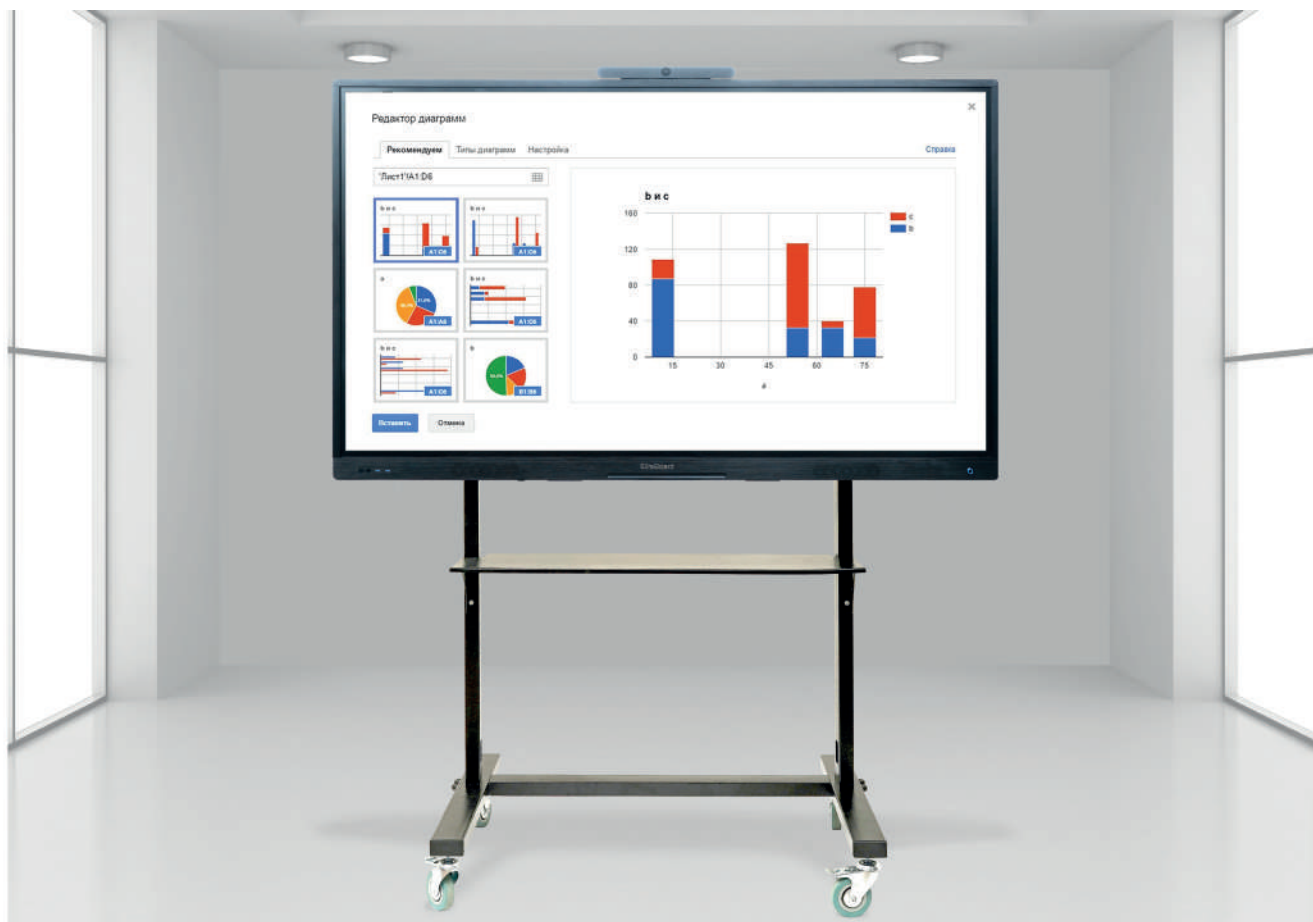 Редактор диаграмм
Рекомендуем Типы диаграмм Настройка Справка
'Лист1'!A1:D6
b и c
A1:D6
b и c
A1:D6
a
A1:A6
b и c
A1:D6
b и c
A1:D6
b
B1:B6
b и c
160
120
80
40
0
15 30 45 60 75
a
c
b
Вставить Отмена